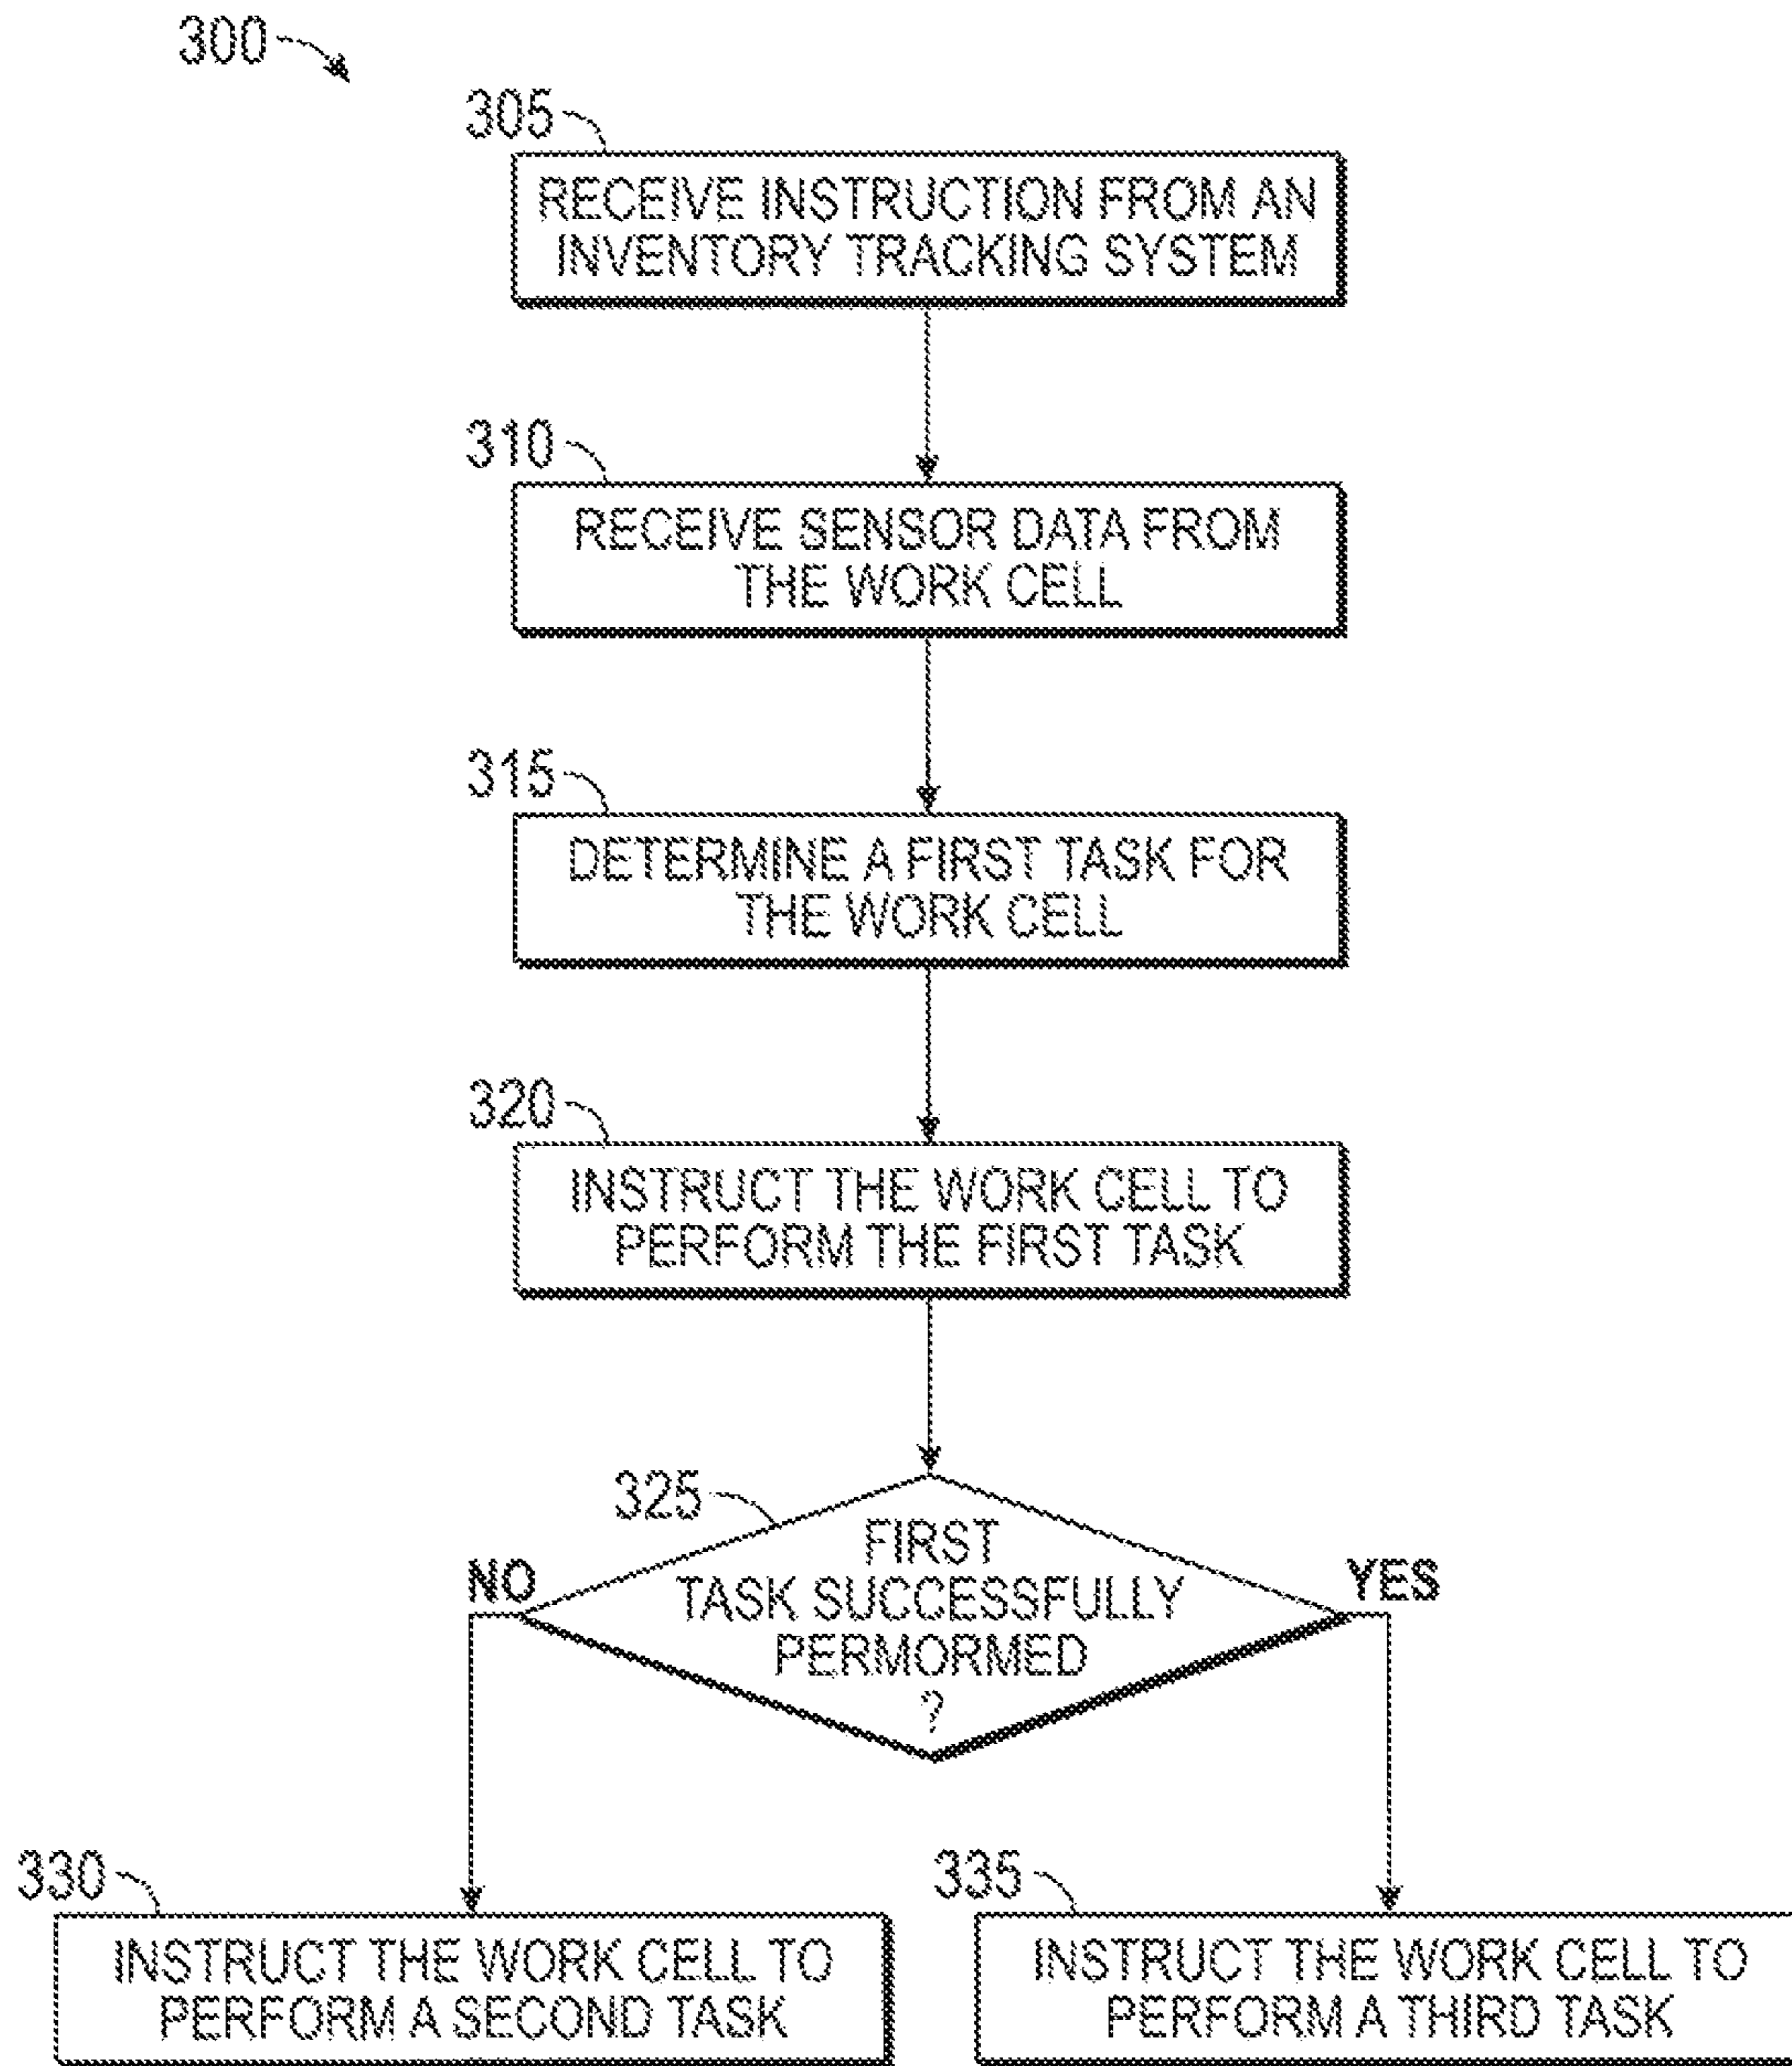 300
305
RECEIVE INSTRUCTION FROM AN
INVENTORY TRACKING SYSTEM
310
RECEIVE SENSOR DATA FROM
THE WORK CELL
315
DETERMINE A FIRST TASK FOR
THE WORK CELL
320
INSTRUCT THE WORK CELL TO
PERFORM THE FIRST TASK
325
FIRST
TASK SUCCESSFULLY
PERMORMED
?
NO
YES
330
INSTRUCT THE WORK CELL TO
PERFORM A SECOND TASK
335
INSTRUCT THE WORK CELL TO
PERFORM A THIRD TASK